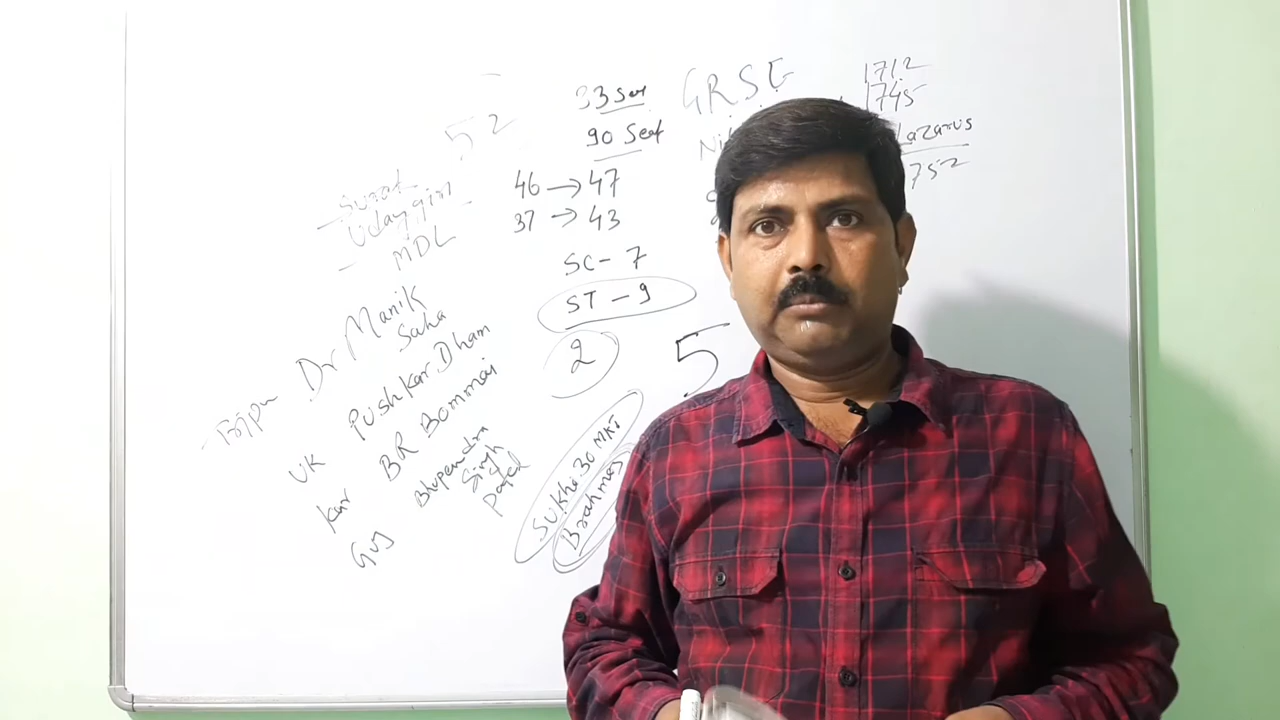 52
33 Seat
90 Seat
46 → 47
37 → 43
SC - 7
ST - 9
2
5
GRSE
1712
1745
Lazarus
752
Surat
Udaygiri
MDL
Dr Manik
Saha
UK Pushkar Dham
Kar BR Bommai
Guj Bhupendra
Singh
Patel
Sukhoi 30 MKI
Brahmos